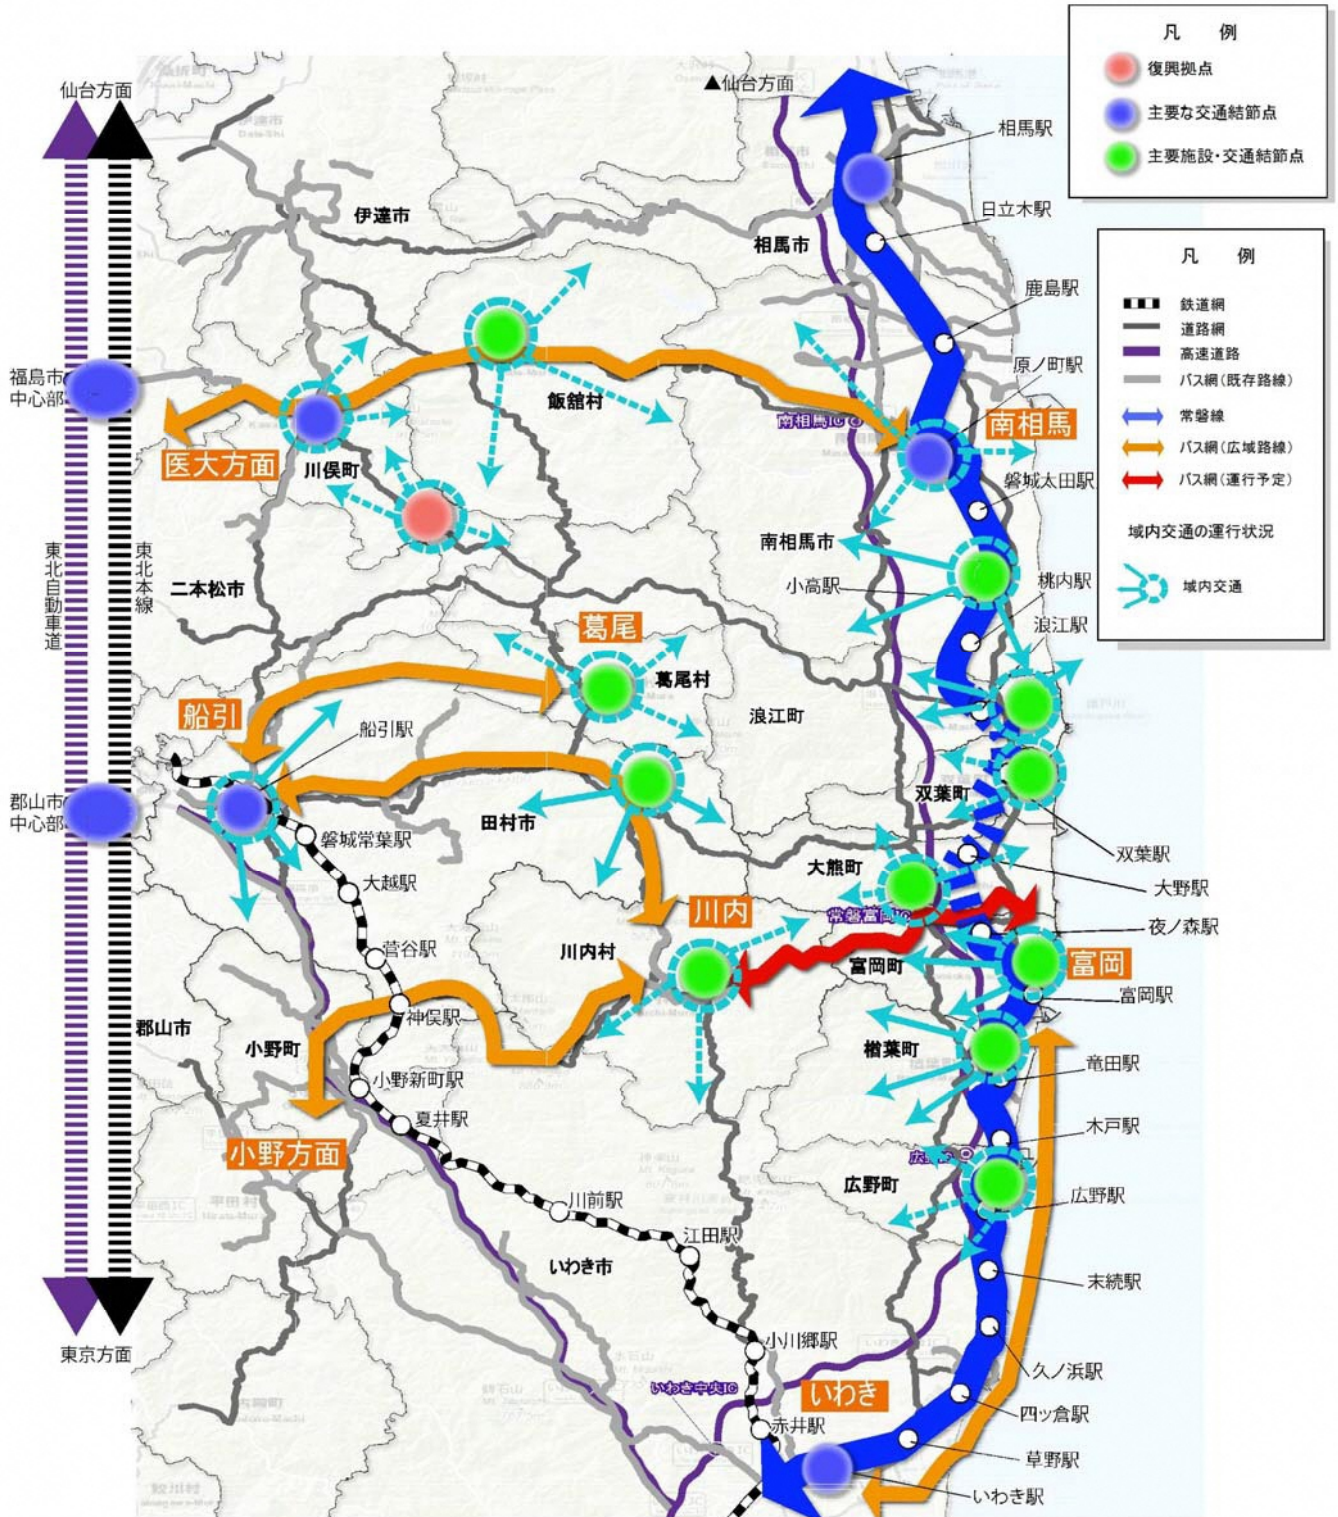 凡 例
復興拠点
主要な交通結節点
主要施設・交通結節点
凡 例
鉄道網
道路網
高速道路
バス網(既存路線)
常磐線
バス網(広域路線)
バス網(運行予定)
域内交通の運行状況
域内交通
仙台方面
▲仙台方面
相馬駅
日立木駅
伊達市
相馬市
鹿島駅
原ノ町駅
福島市
中心部
飯舘村
南相馬IC
南相馬
医大方面
川俣町
磐城太田駅
南相馬市
東北自動車道
東北本線
二本松市
小高駅
桃内駅
浪江駅
葛尾
葛尾村
船引
船引駅
浪江町
郡山市
中心部
双葉町
田村市
磐城常葉駅
双葉駅
大越駅
大熊町
大野駅
川内
常磐富岡IC
夜ノ森駅
菅谷駅
川内村
富岡町
富岡
富岡駅
神俣駅
郡山市
小野町
楢葉町
竜田駅
小野新町駅
夏井駅
木戸駅
小野方面
広野町
広野駅
川前駅
江田駅
いわき市
末続駅
小川郷駅
東京方面
久ノ浜駅
いわき中央IC
いわき
四ッ倉駅
赤井駅
草野駅
いわき駅